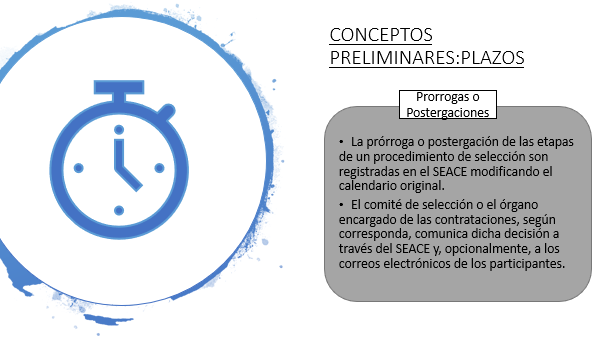 CONCEPTOS
PRELIMINARES:PLAZOS
Prorrogas o
Postergaciones
• La prórroga o postergación de las etapas
de un procedimiento de selección son
registradas en el SEACE modificando el
calendario original.
• El comité de selección o el órgano
encargado de las contrataciones, según
corresponda, comunica dicha decisión a
través del SEACE y, opcionalmente, a los
correos electrónicos de los participantes.